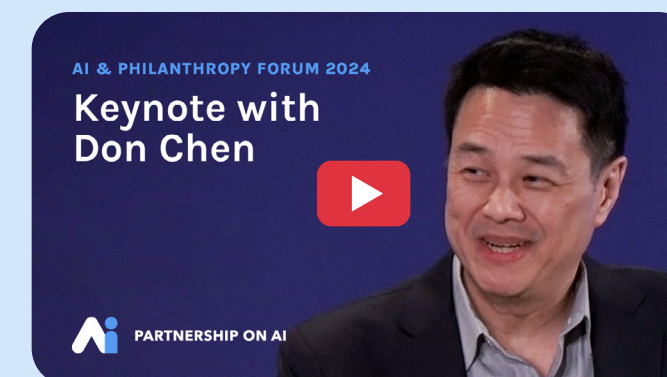 AI & PHILANTHROPY FORUM 2024
Keynote with
Don Chen
PARTNERSHIP ON AI